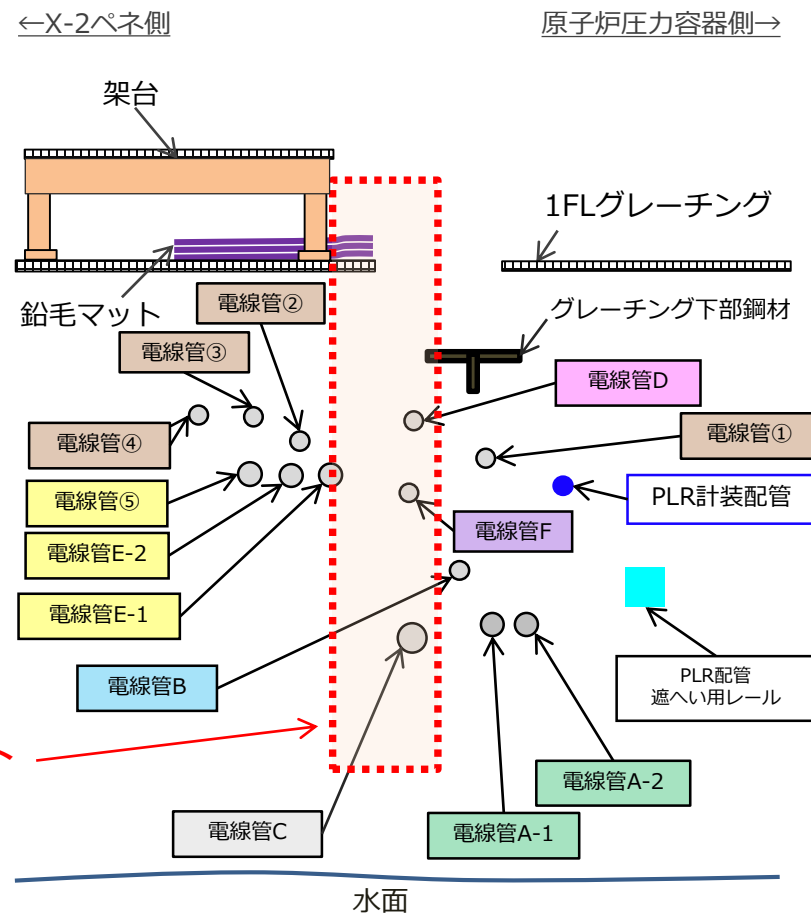 ←X-2ペネ側
原子炉圧力容器側→
架台
1FLグレーチング
鉛毛マット
電線管②
グレーチング下部鋼材
電線管③
電線管D
電線管④
電線管①
電線管⑤
PLR計装配管
電線管F
電線管E-2
電線管E-1
電線管B
PLR配管
遮へい用レール
電線管A-2
電線管C
電線管A-1
水面